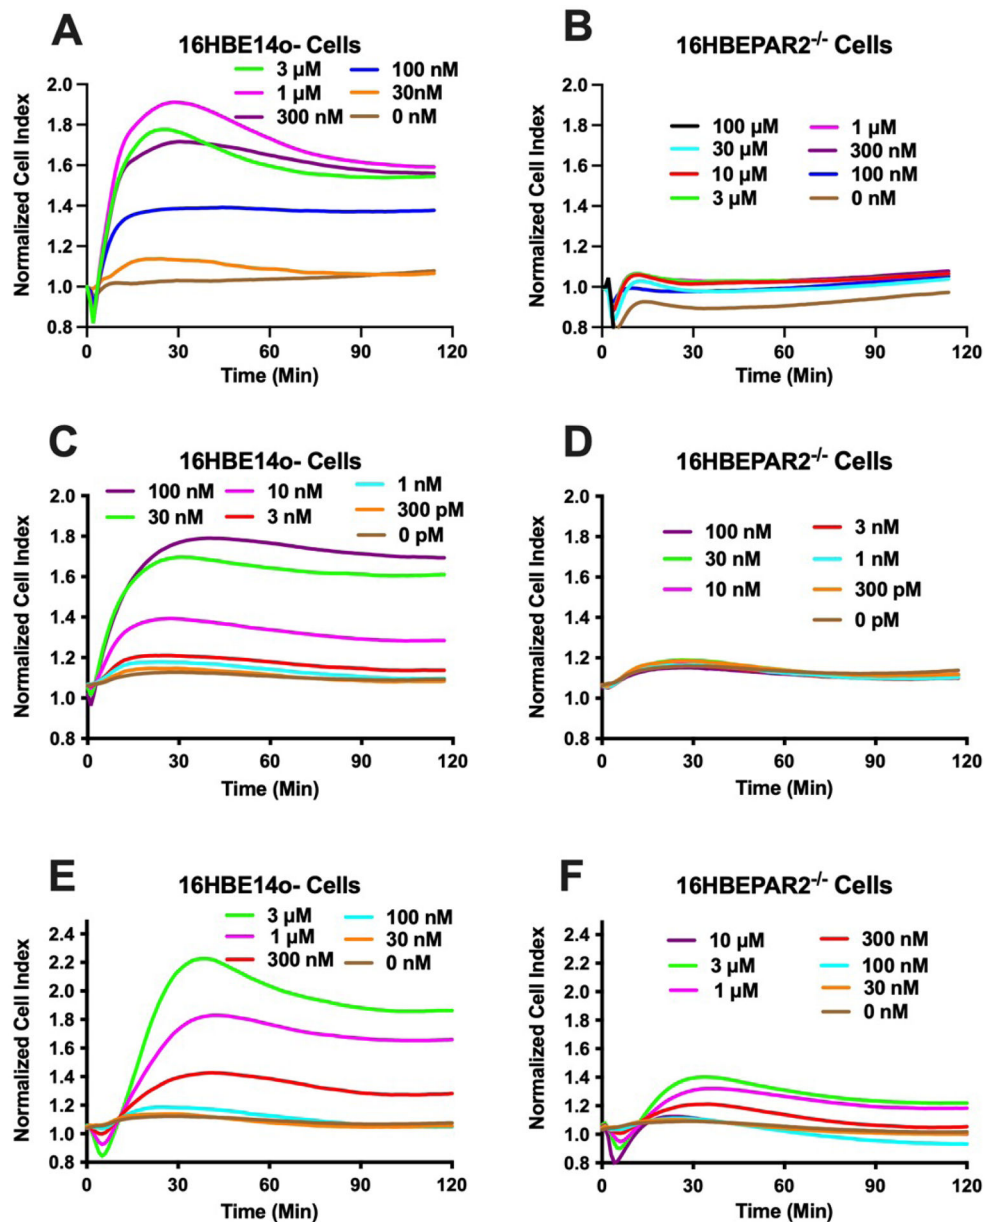 A
16HBE14o- Cells
3 µM
100 nM
1 µM
30nM
300 nM
0 nM
Normalized Cell Index
2.0
1.8
1.6
1.4
1.2
1.0
0.8
0
30
60
90
120
Time (Min)
B
16HBEPAR2-/- Cells
100 µM
1 µM
30 µM
300 nM
10 µM
100 nM
3 µM
0 nM
Normalized Cell Index
2.0
1.8
1.6
1.4
1.2
1.0
0.8
0
30
60
90
120
Time (Min)
C
16HBE14o- Cells
100 nM
10 nM
1 nM
30 nM
3 nM
300 pM
0 pM
Normalized Cell Index
2.0
1.8
1.6
1.4
1.2
1.0
0.8
0
30
60
90
120
Time (Min)
D
16HBEPAR2-/- Cells
100 nM
3 nM
30 nM
1 nM
10 nM
300 pM
0 pM
Normalized Cell Index
2.0
1.8
1.6
1.4
1.2
1.0
0.8
0
30
60
90
120
Time (Min)
E
16HBE14o- Cells
3 µM
100 nM
1 µM
30 nM
300 nM
0 nM
Normalized Cell Index
2.4
2.2
2.0
1.8
1.6
1.4
1.2
1.0
0.8
0
30
60
90
120
Time (Min)
F
16HBEPAR2-/- Cells
10 µM
300 nM
3 µM
100 nM
1 µM
30 nM
0 nM
Normalized Cell Index
2.4
2.2
2.0
1.8
1.6
1.4
1.2
1.0
0.8
0
30
60
90
120
Time (Min)